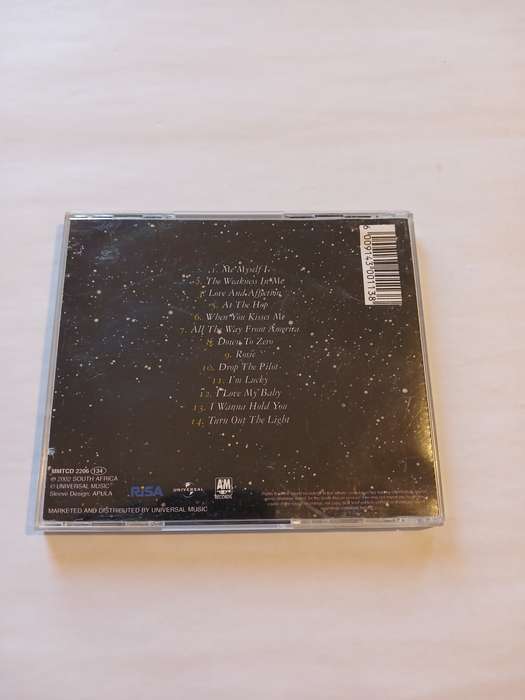 1. Me Myself I
The Weakness In Me
Love And Affection
5. At The Hop
6. When You Kisses Me
7. All The Way From America
8. Down To Zero
9. Rosie
10. Drop The Pilot
11. I'm Lucky
12. I Love My Baby
13. I Wanna Hold You
14. Turn Out The Light
6 009143 001138
MMTCD 2206 134
℗ 2002 SOUTH AFRICA
© UNIVERSAL MUSIC
Sleeve Design: APULA
RISA
UNIVERSAL
A&M
RECORDS
MARKETED AND DISTRIBUTED BY UNIVERSAL MUSIC